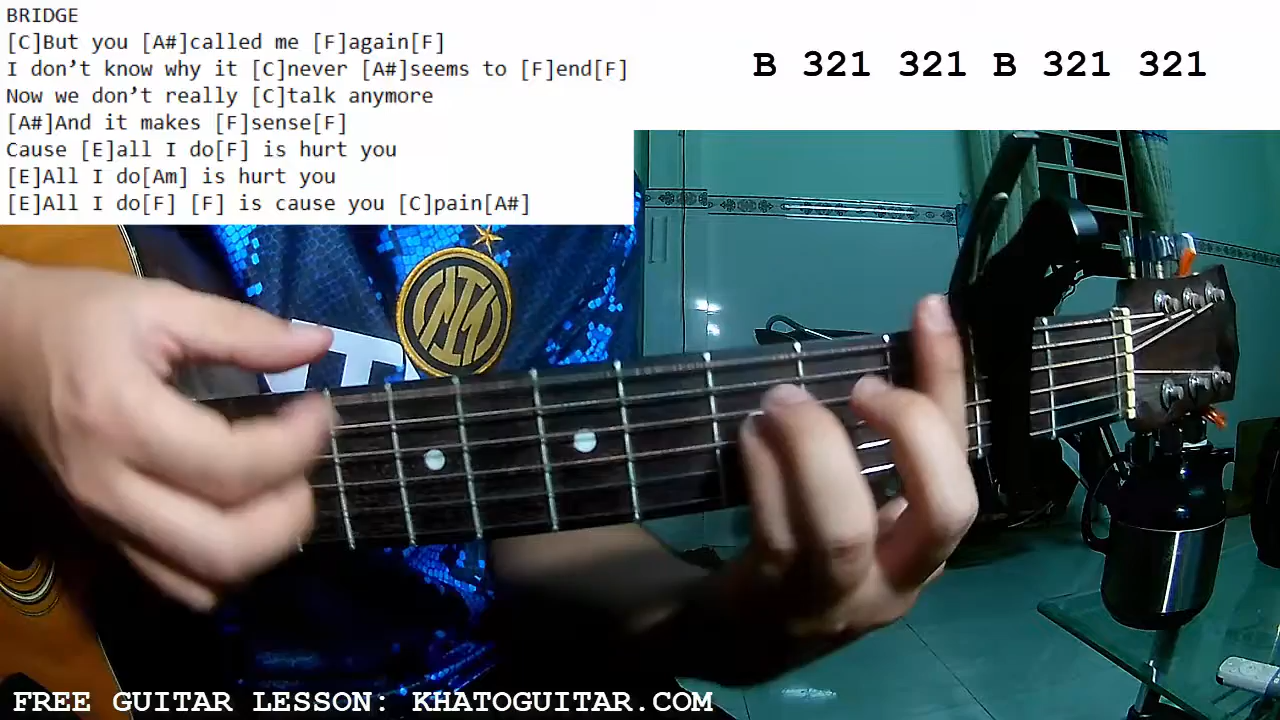 BRIDGE
[C]But you [A#]called me [F]again[F]
I don’t know why it [C]never [A#]seems to [F]end[F]
Now we don’t really [C]talk anymore
[A#]And it makes [F]sense[F]
Cause [E]all I do[F] is hurt you
[E]All I do[Am] is hurt you
[E]All I do[F] [F] is cause you [C]pain[A#]
B 321 321 B 321 321
FREE GUITAR LESSON: KHATOGUITAR.COM